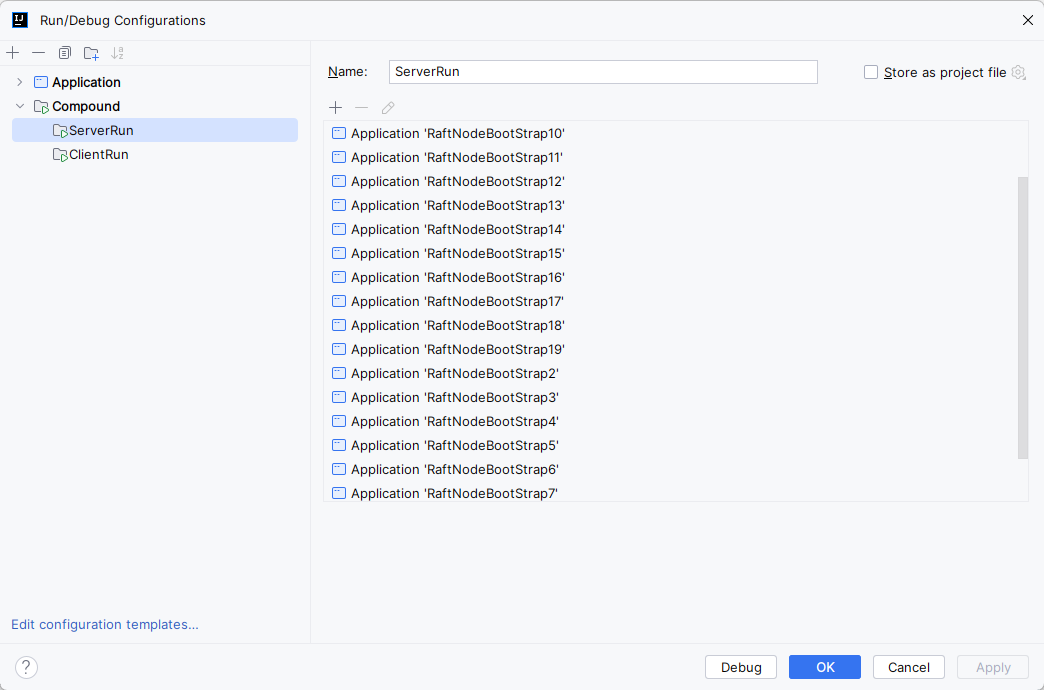 Run/Debug Configurations
Application
Compound
ServerRun
ClientRun
Edit configuration templates...
Name: ServerRun
Store as project file
Application 'RaftNodeBootStrap10'
Application 'RaftNodeBootStrap11'
Application 'RaftNodeBootStrap12'
Application 'RaftNodeBootStrap13'
Application 'RaftNodeBootStrap14'
Application 'RaftNodeBootStrap15'
Application 'RaftNodeBootStrap16'
Application 'RaftNodeBootStrap17'
Application 'RaftNodeBootStrap18'
Application 'RaftNodeBootStrap19'
Application 'RaftNodeBootStrap2'
Application 'RaftNodeBootStrap3'
Application 'RaftNodeBootStrap4'
Application 'RaftNodeBootStrap5'
Application 'RaftNodeBootStrap6'
Application 'RaftNodeBootStrap7'
? Debug OK Cancel Apply